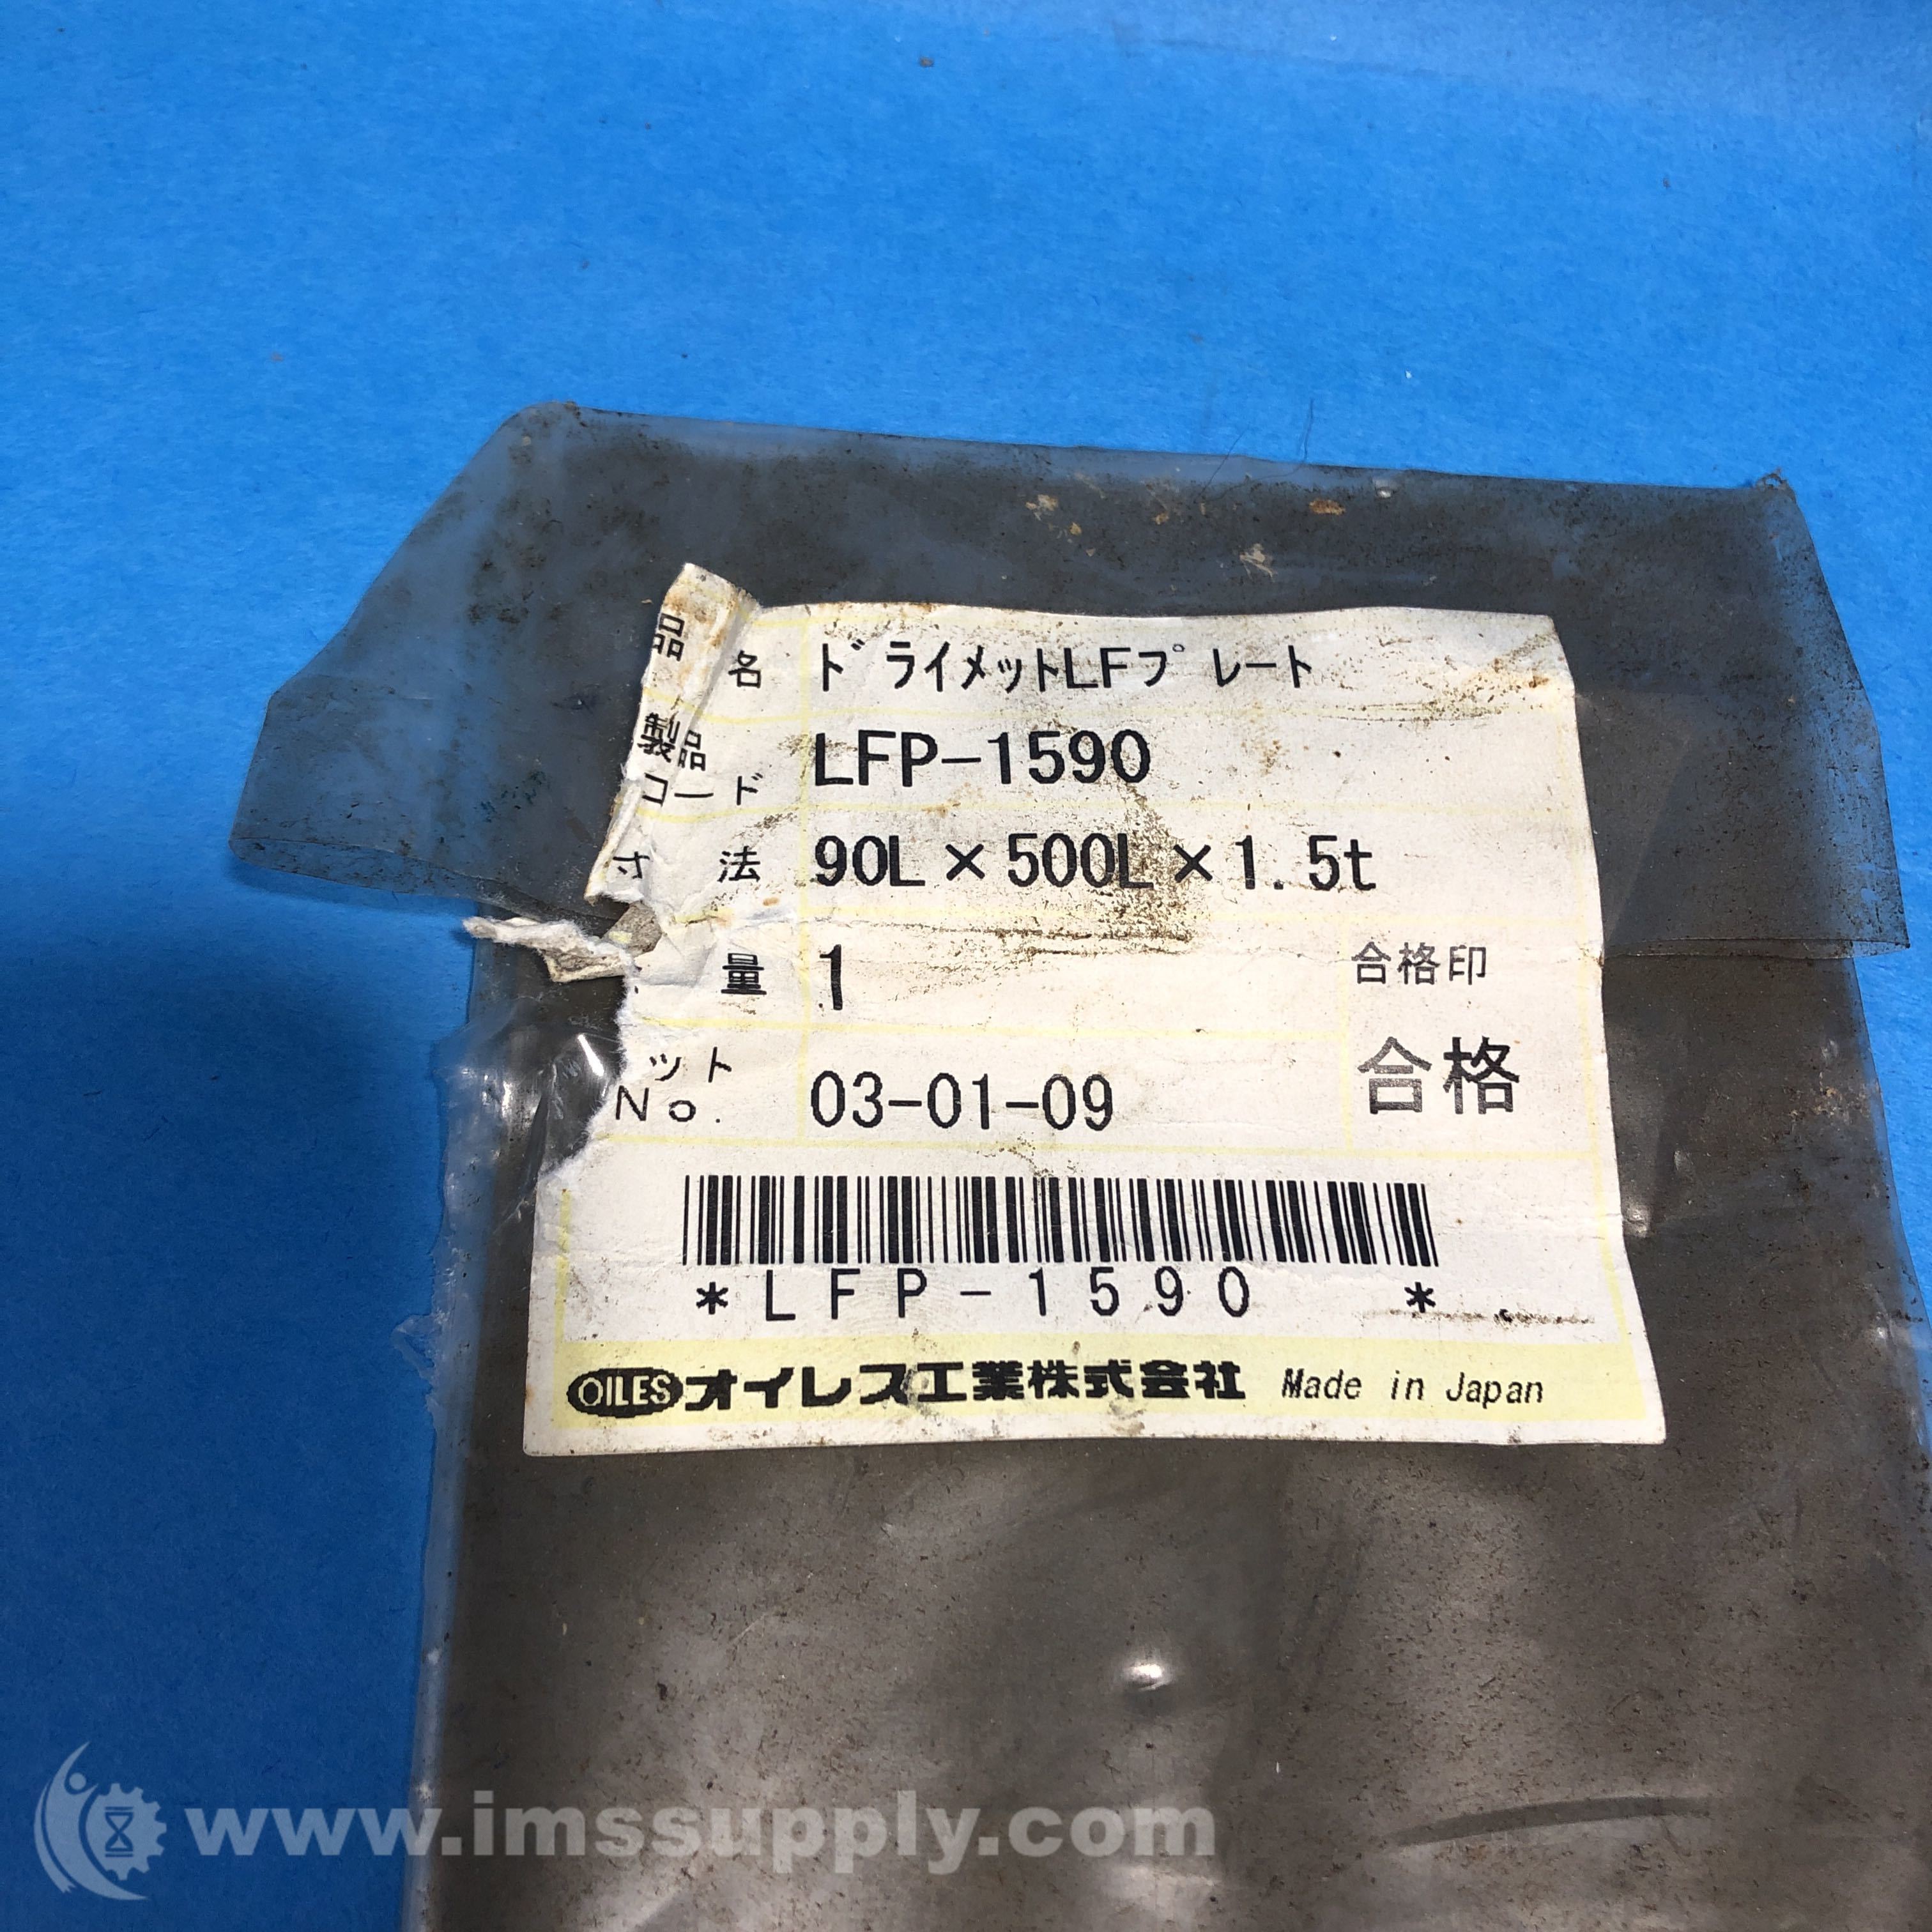 品名 ドライメットLFプレート
製品コード LFP-1590
寸法 90L×500L×1.5t
量 1 合格印
ット No. 03-01-09 合格
*LFP-1590 *
OILES オイレス工業株式会社 Made in Japan
www.imssupply.com